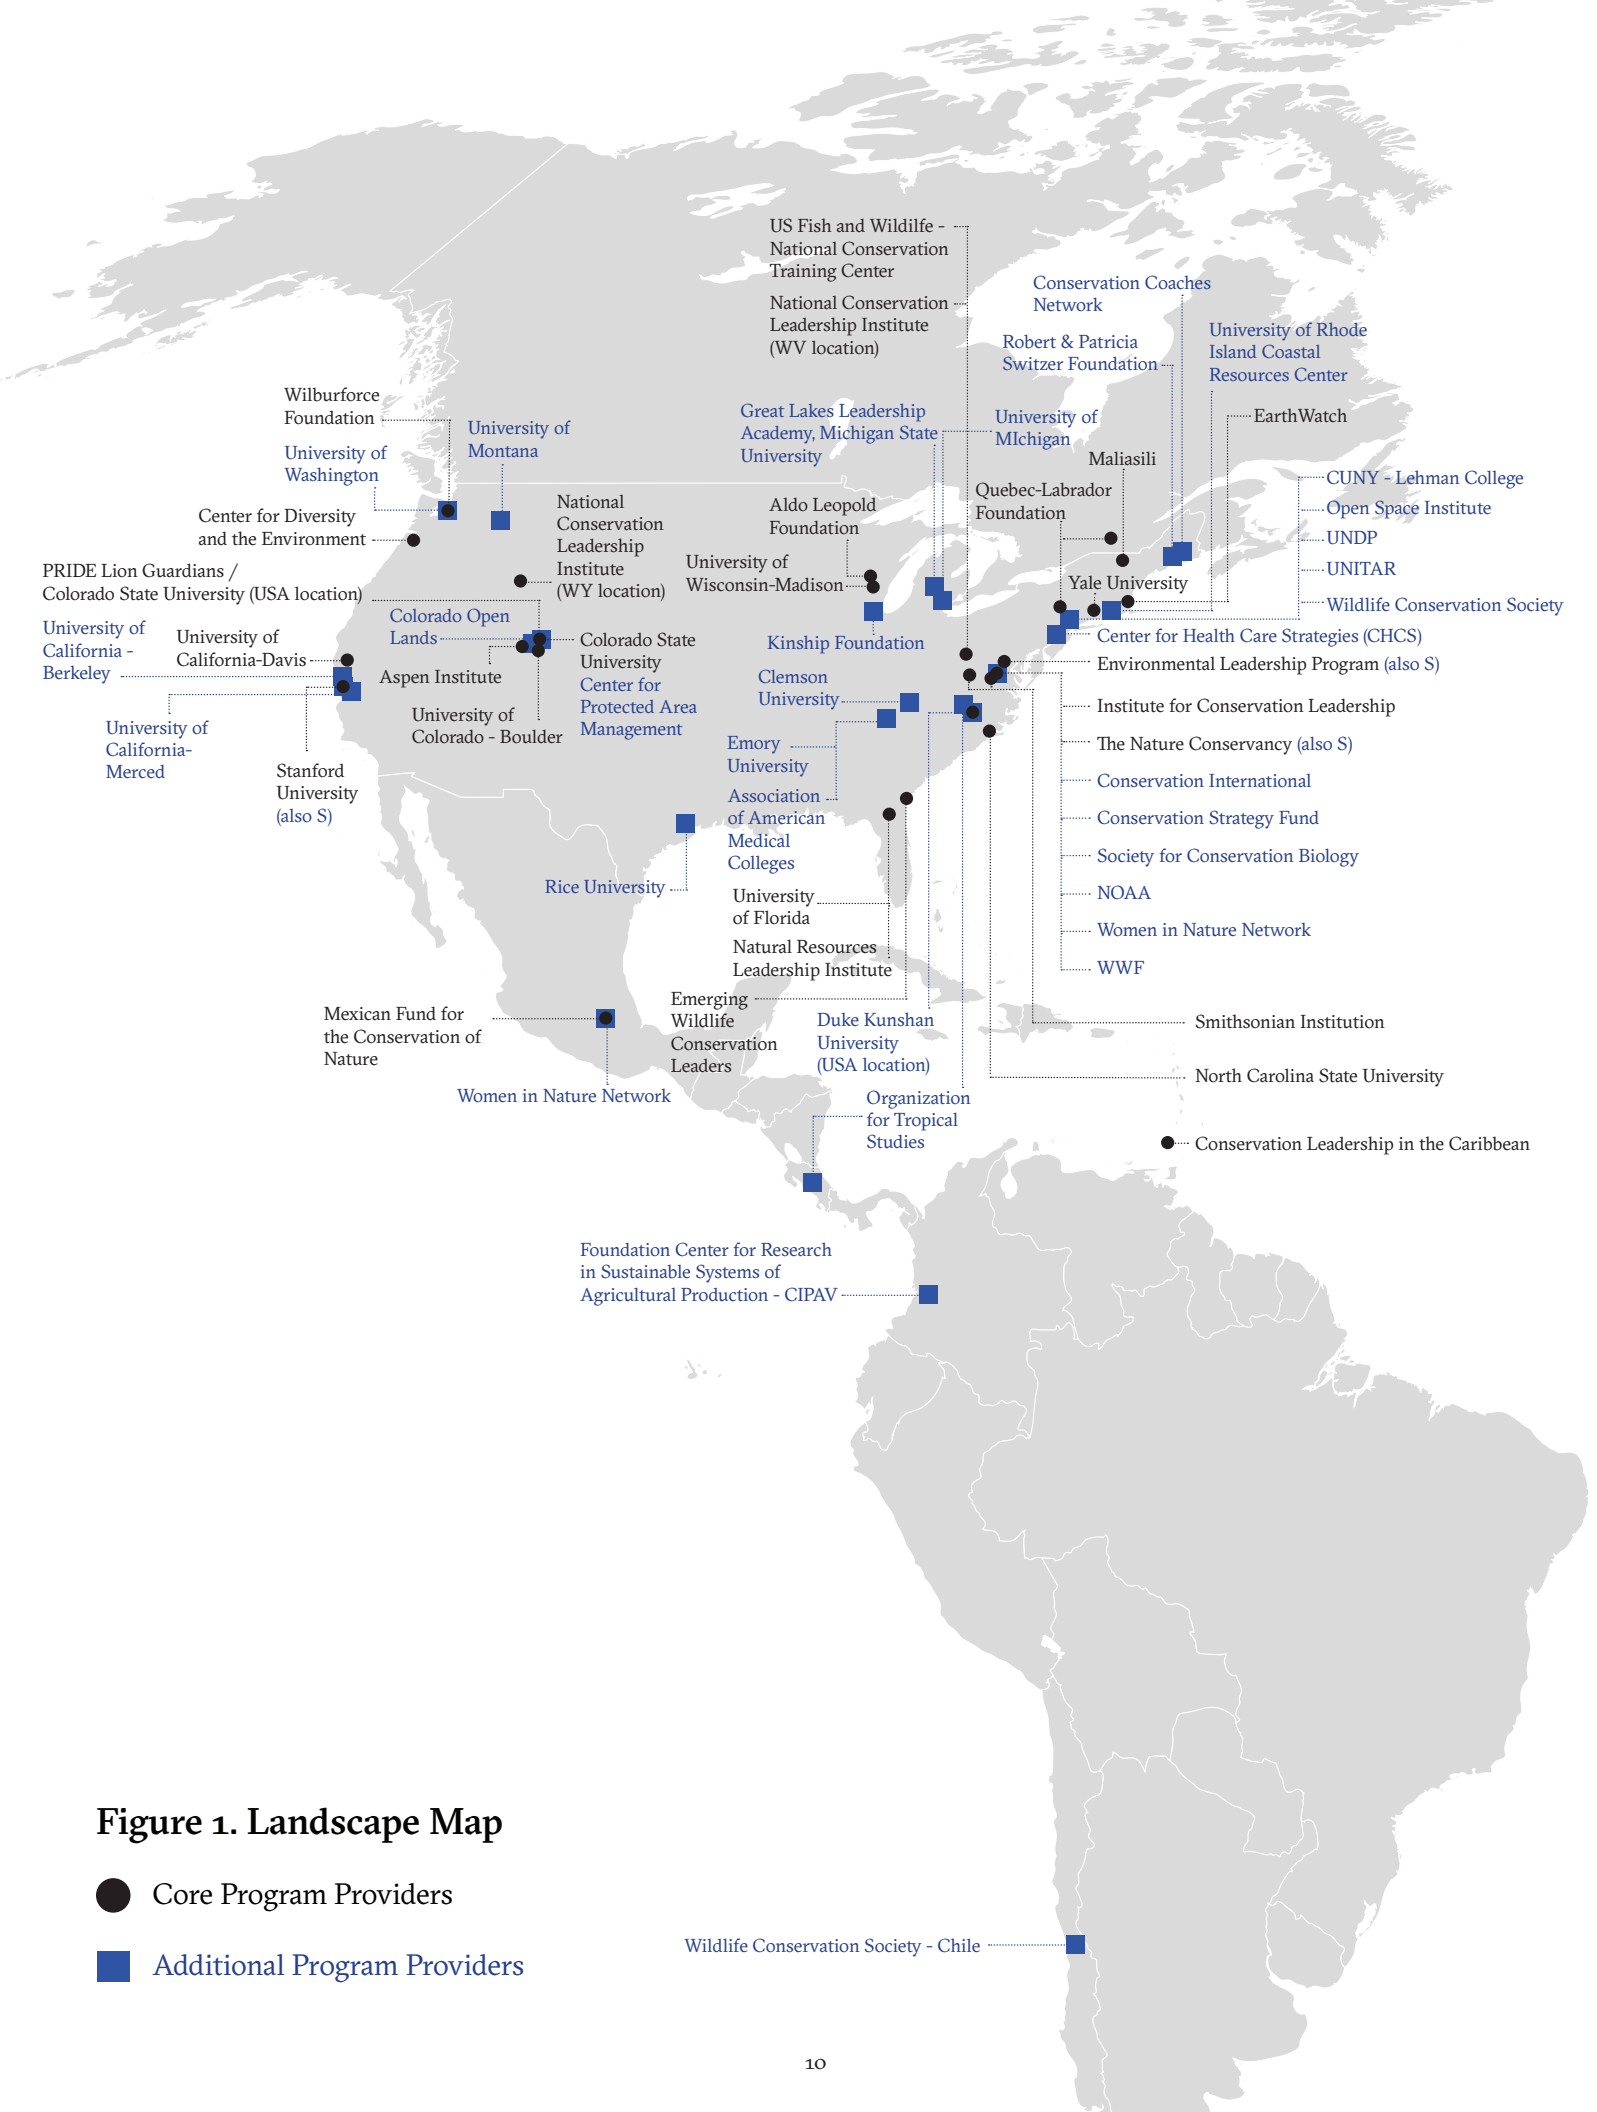 US Fish and Wildilfe -
National Conservation
Training Center
National Conservation
Leadership Institute
(WV location)
Conservation Coaches
Network
Robert & Patricia
Switzer Foundation
University of Rhode
Island Coastal
Resources Center
EarthWatch
Wilburforce
Foundation
University of
Washington
University of
Montana
Great Lakes Leadership
Academy, Michigan State
University
University of
MIchigan
Maliasili
Quebec-Labrador
Foundation
CUNY - Lehman College
Open Space Institute
UNDP
UNITAR
Wildlife Conservation Society
Center for Diversity
and the Environment
National
Conservation
Leadership
Institute
(WY location)
Aldo Leopold
Foundation
University of
Wisconsin-Madison
Yale University
PRIDE Lion Guardians /
Colorado State University (USA location)
University of
California -
Berkeley
University of
California-Davis
Colorado Open
Lands
Aspen Institute
Colorado State
University
Center for
Protected Area
Management
University of
Colorado - Boulder
University of
California-
Merced
Stanford
University
(also S)
Kinship Foundation
Clemson
University
Emory
University
Association
of American
Medical
Colleges
Rice University
University
of Florida
Natural Resources
Leadership Institute
Emerging
Wildlife
Conservation
Leaders
Center for Health Care Strategies (CHCS)
Environmental Leadership Program (also S)
Institute for Conservation Leadership
The Nature Conservancy (also S)
Conservation International
Conservation Strategy Fund
Society for Conservation Biology
NOAA
Women in Nature Network
WWF
Mexican Fund for
the Conservation of
Nature
Women in Nature Network
Duke Kunshan
University
(USA location)
Organization
for Tropical
Studies
Smithsonian Institution
North Carolina State University
Conservation Leadership in the Caribbean
Foundation Center for Research
in Sustainable Systems of
Agricultural Production - CIPAV
Figure 1. Landscape Map
Core Program Providers
Additional Program Providers
Wildlife Conservation Society - Chile
10